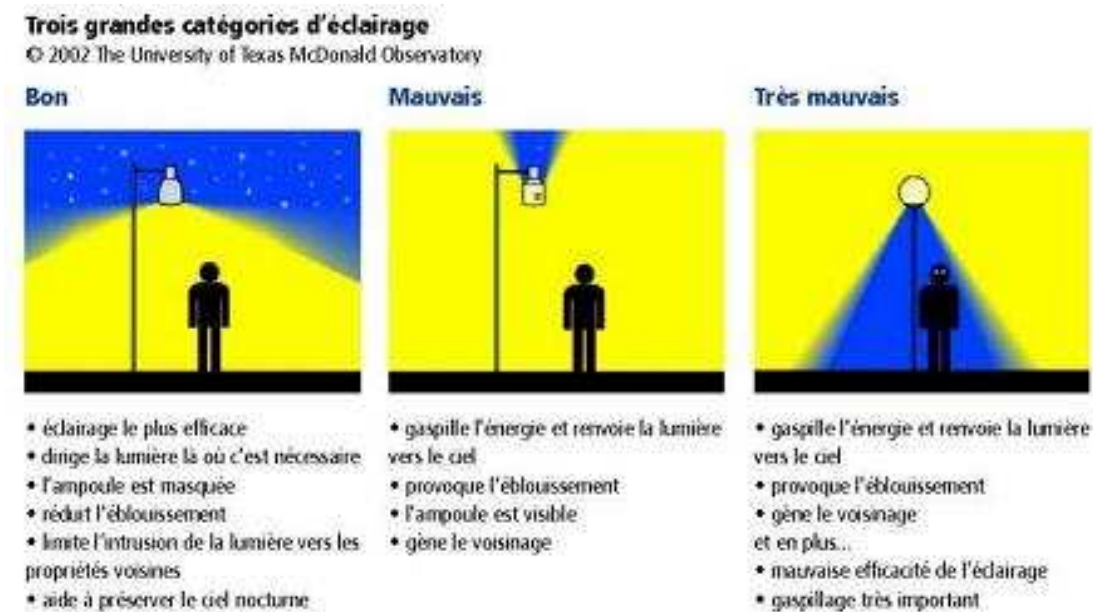 Trois grandes catégories d'éclairage
© 2002 The University of Texas McDonald Observatory
Bon
• éclairage le plus efficace
• dirige la lumière là où c'est nécessaire
• l'ampoule est masquée
• réduit l'éblouissement
• limite l'intrusion de la lumière vers les
propriétés voisines
• aide à préserver le ciel nocturne
Mauvais
• gaspille l'énergie et renvoie la lumière
vers le ciel
• provoque l'éblouissement
• l'ampoule est visible
• gène le voisinage
Très mauvais
• gaspille l'énergie et renvoie la lumière
vers le ciel
• provoque l'éblouissement
• gène le voisinage
et en plus...
• mauvaise efficacité de l'éclairage
• gaspillage très important